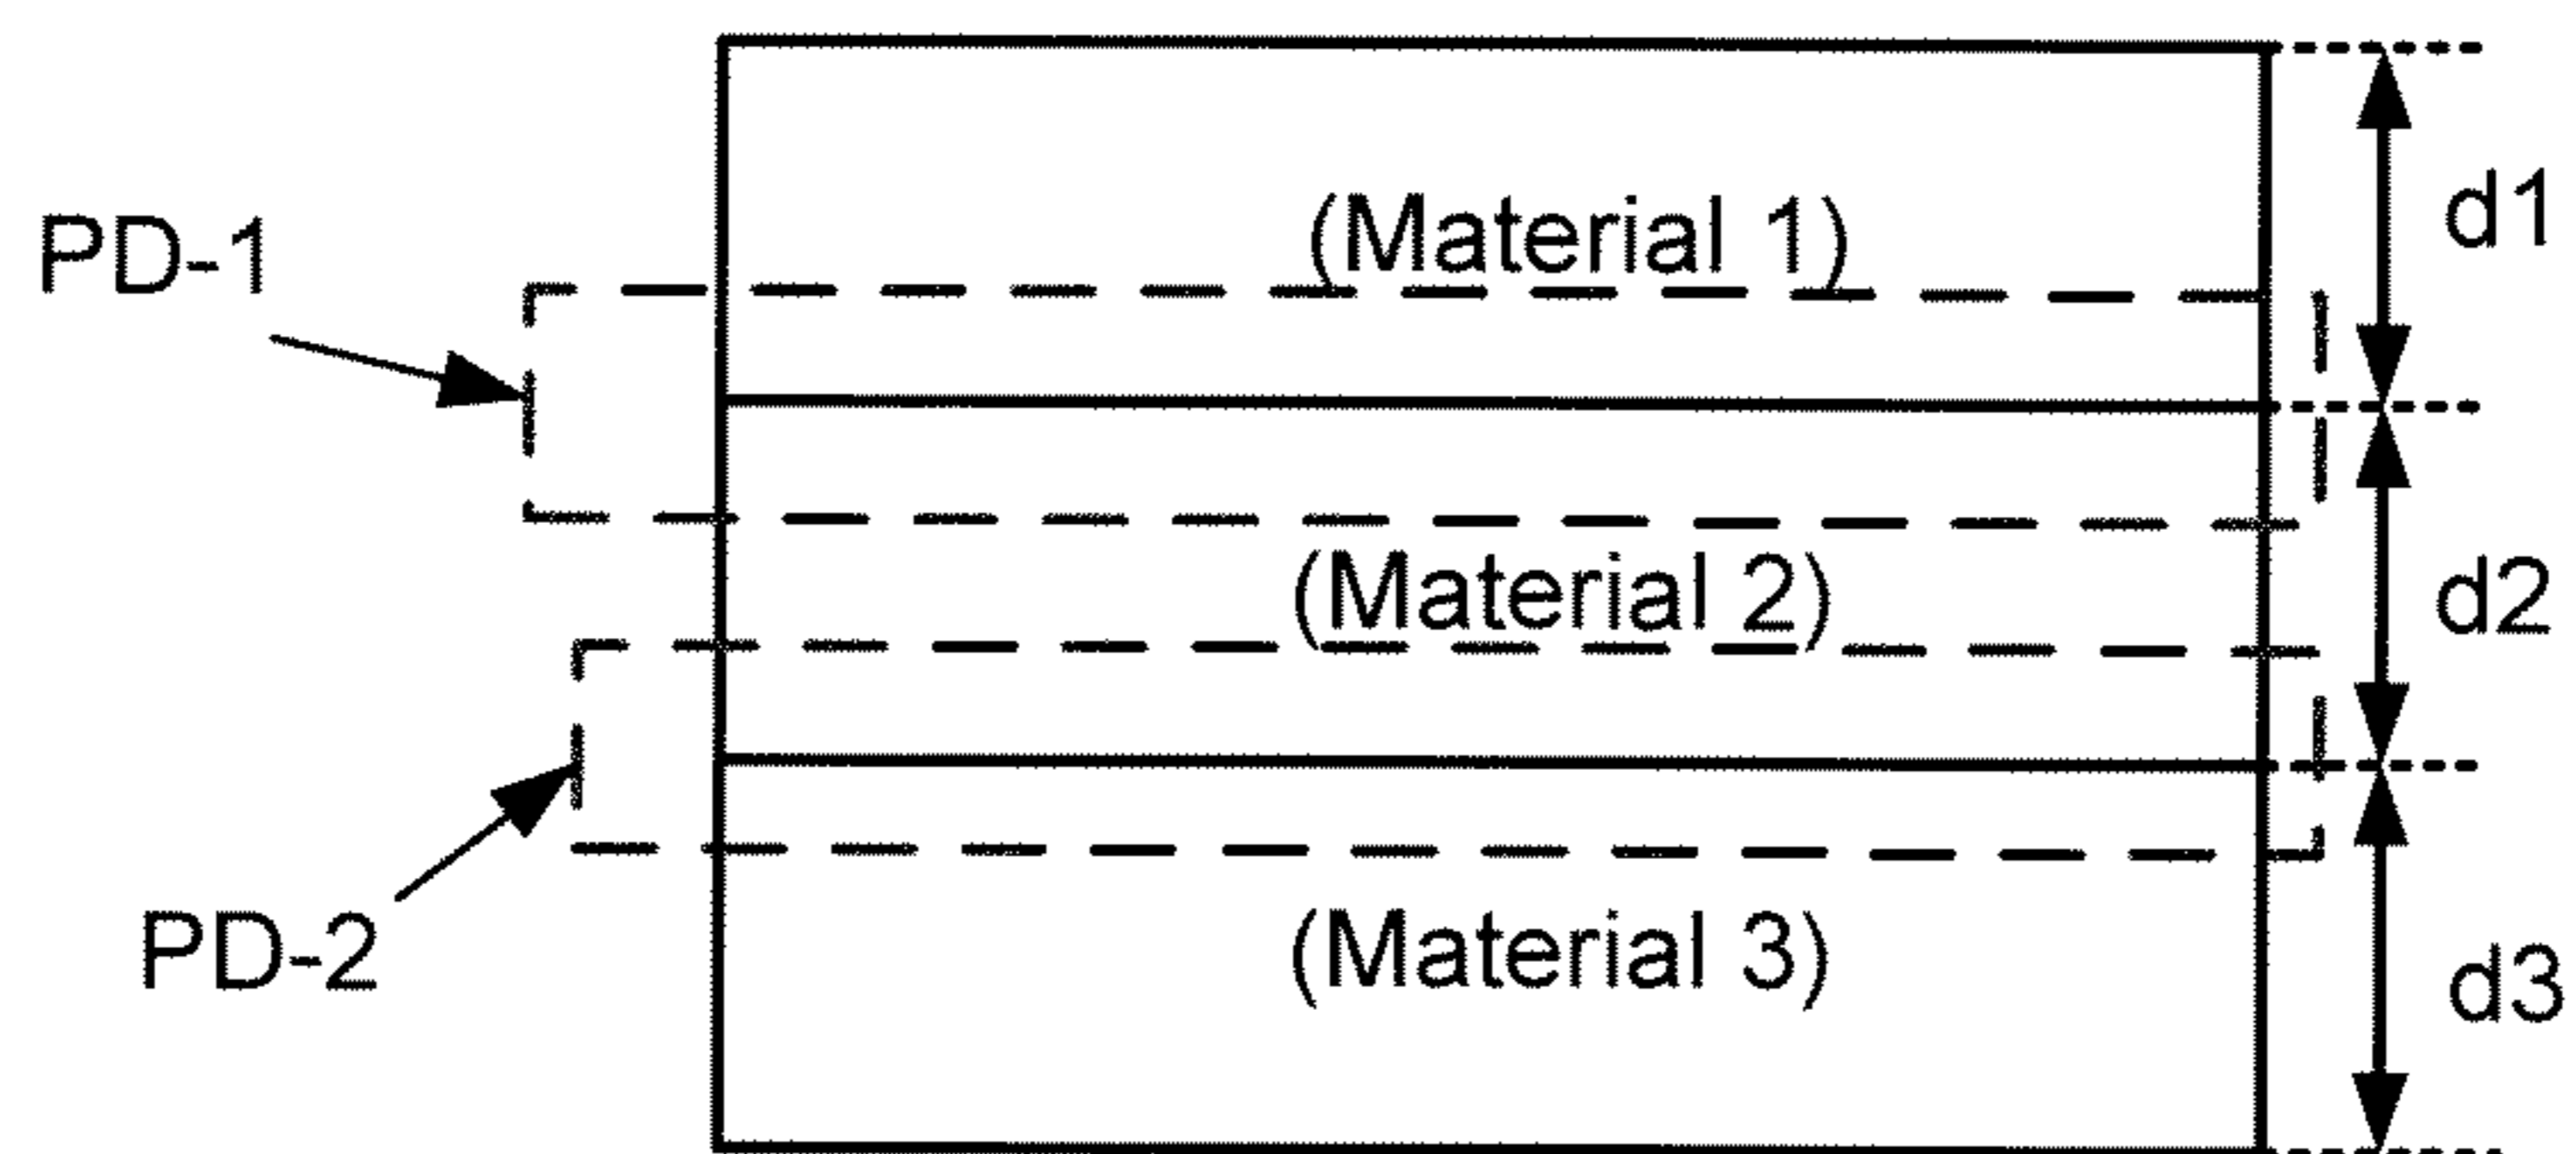 (Material 1)
d1
PD-1
(Material 2)
d2
PD-2
(Material 3)
d3